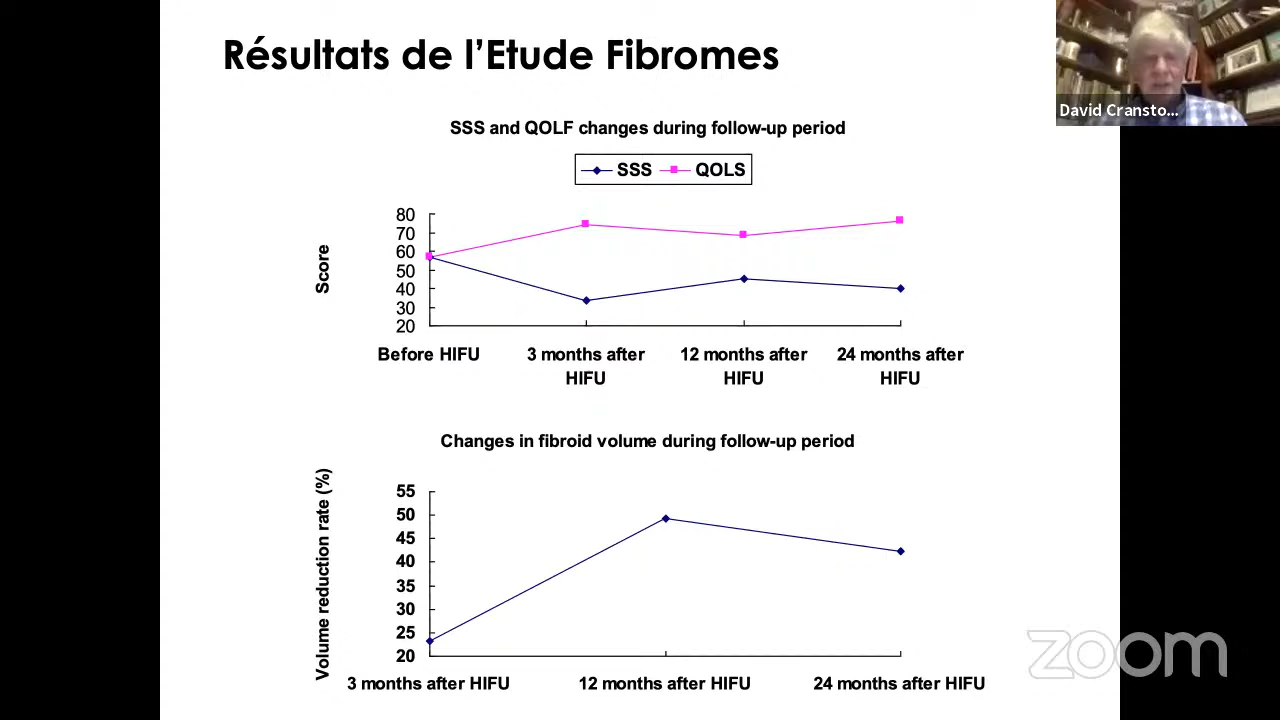 Résultats de l’Etude Fibromes
David Cransto...
SSS and QOLF changes during follow-up period
SSS QOLS
Score
80
70
60
50
40
30
20
Before HIFU
3 months after
HIFU
12 months after
HIFU
24 months after
HIFU
Changes in fibroid volume during follow-up period
Volume reduction rate (%)
55
50
45
40
35
30
25
20
3 months after HIFU
12 months after HIFU
24 months after HIFU
zoom